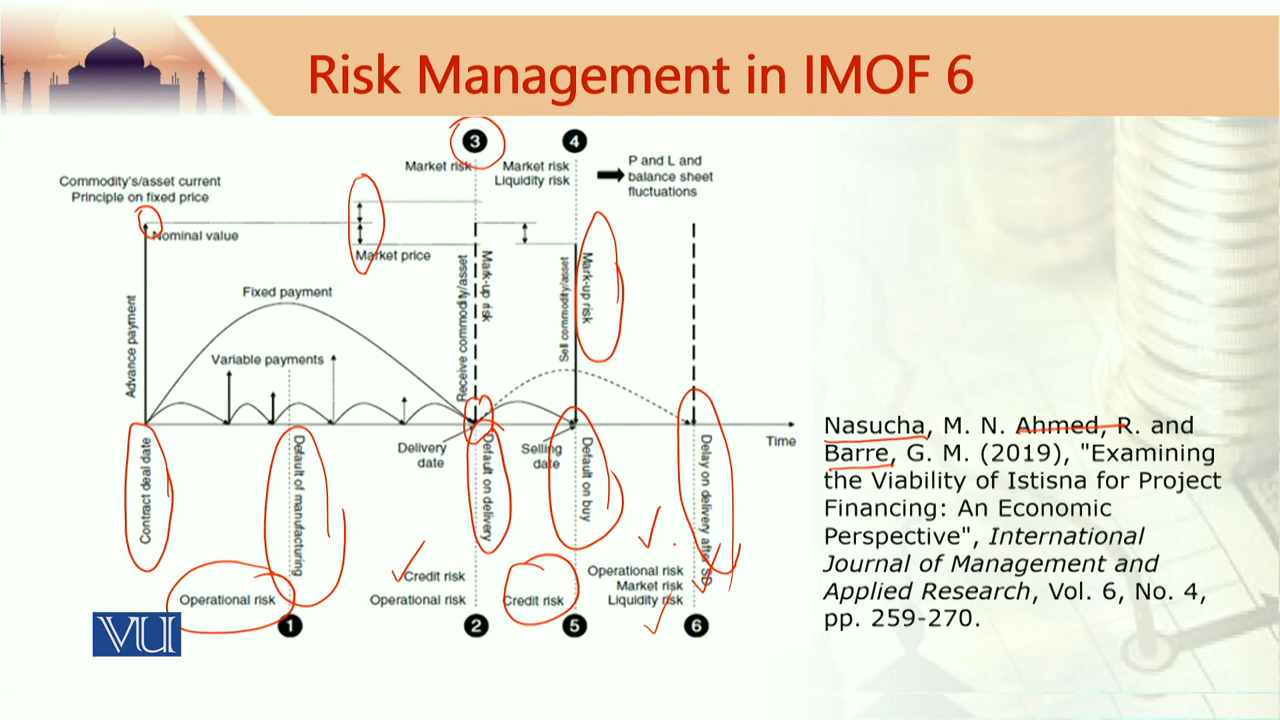 Risk Management in IMOF 6
3
4
Market risk
Market risk
Liquidity risk
P and L and
balance sheet
fluctuations
Commodity's/asset current
Principle on fixed price
Nominal value
Market price
Fixed payment
Variable payments
Advance payment
Receive commodity/asset
Mark-up risk
Sell commodity/asset
Mark-up risk
Time
Delivery
date
Selling
date
Contract deal date
Default of manufacturing
Default on delivery
Default on buy
Delay on delivery after SD
Operational risk
Credit risk
Operational risk
Credit risk
Operational risk
Market risk
Liquidity risk
1
2
5
6
VU
Nasucha, M. N. Ahmed, R. and
Barre, G. M. (2019), "Examining
the Viability of Istisna for Project
Financing: An Economic
Perspective", International
Journal of Management and
Applied Research, Vol. 6, No. 4,
pp. 259-270.